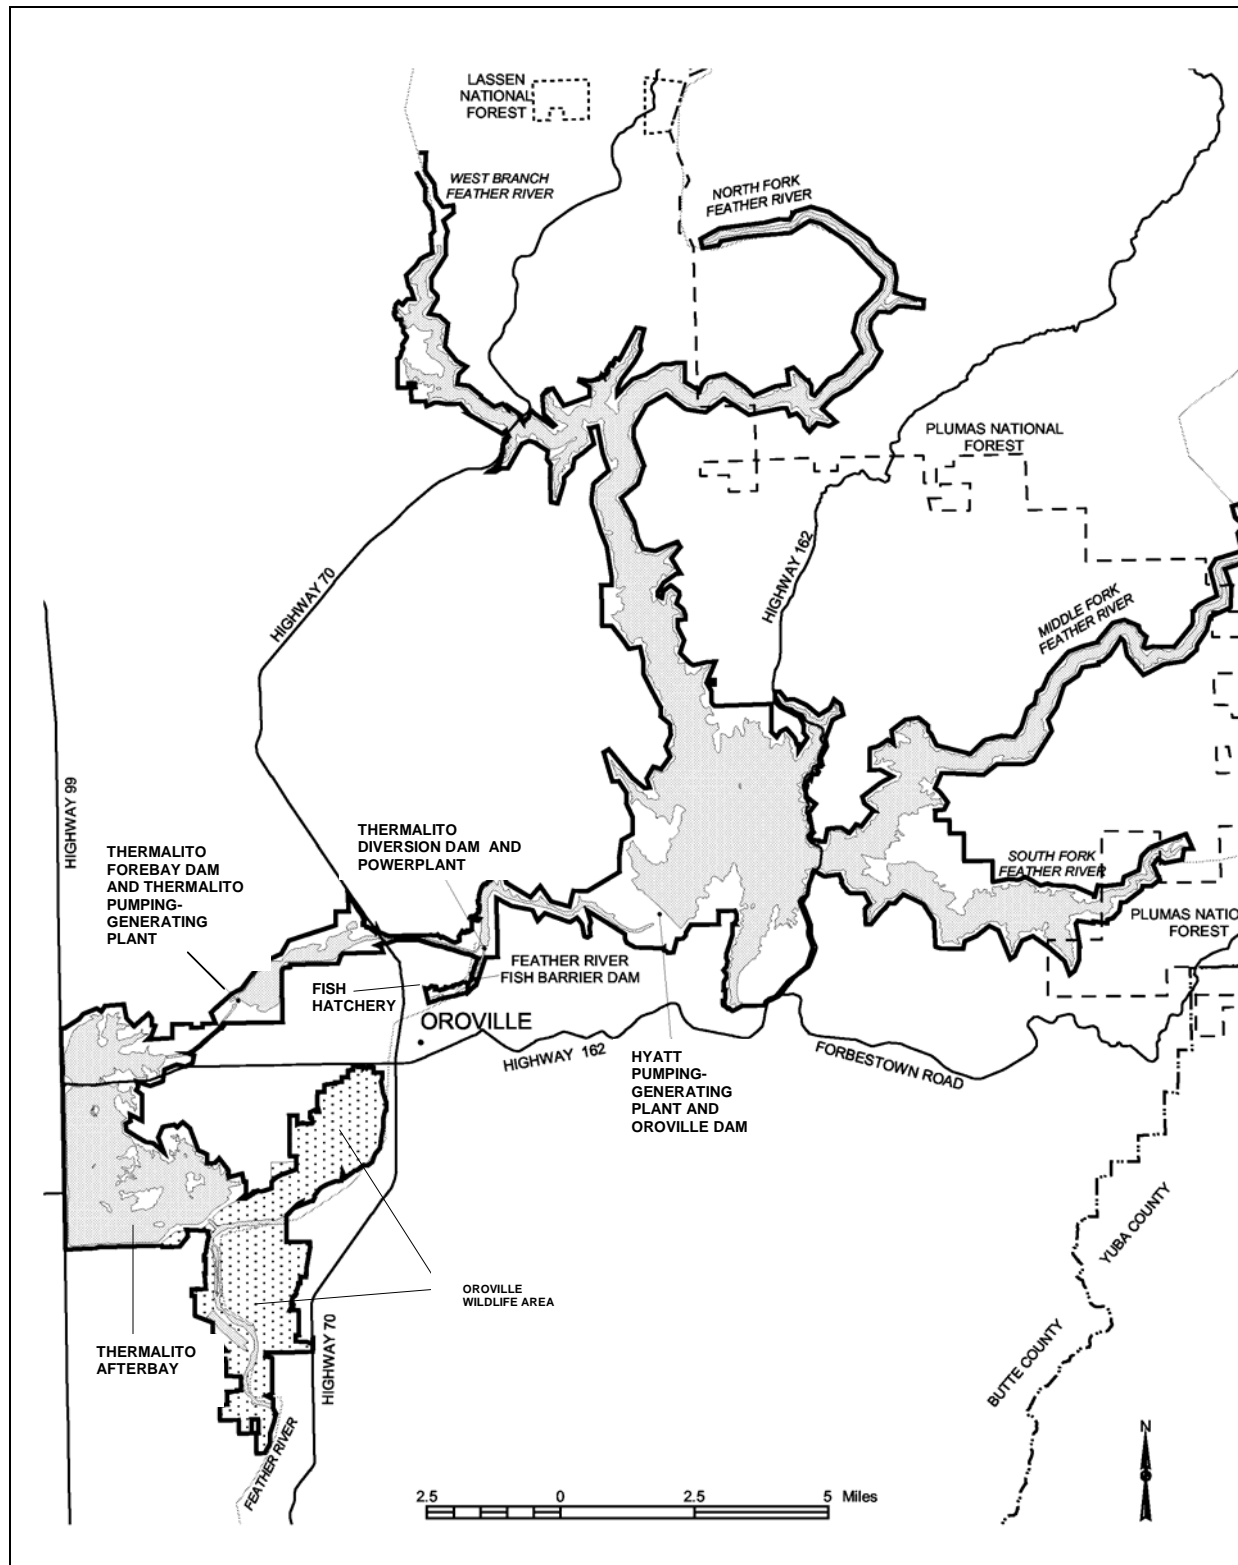 LASSEN
NATIONAL
FOREST
WEST BRANCH
FEATHER RIVER
NORTH FORK
FEATHER RIVER
PLUMAS NATIONAL
FOREST
HIGHWAY 70
HIGHWAY 162
MIDDLE FORK
FEATHER RIVER
HIGHWAY 99
THERMALITO
DIVERSION DAM AND
POWERPLANT
THERMALITO
FOREBAY DAM
AND THERMALITO
PUMPING-
GENERATING
PLANT
SOUTH FORK
FEATHER RIVER
PLUMAS NATIO
FOREST
FEATHER RIVER
FISH BARRIER DAM
FISH
HATCHERY
OROVILLE
HIGHWAY 162
HYATT
PUMPING-
GENERATING
PLANT AND
OROVILLE DAM
FORBESTOWN ROAD
YUBA COUNTY
BUTTE COUNTY
OROVILLE
WILDLIFE AREA
THERMALITO
AFTERBAY
HIGHWAY 70
FEATHER RIVER
N
2.5 0 2.5 5 Miles